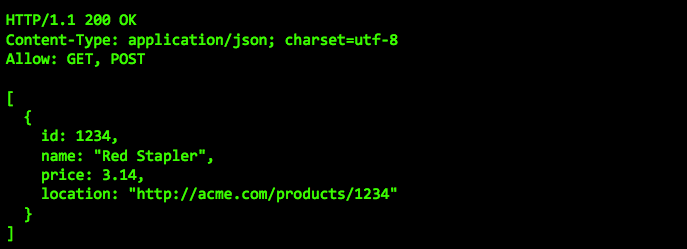 HTTP/1.1 200 OK
Content-Type: application/json; charset=utf-8
Allow: GET, POST

[
  {
    id: 1234,
    name: "Red Stapler",
    price: 3.14,
    location: "http://acme.com/products/1234"
  }
]